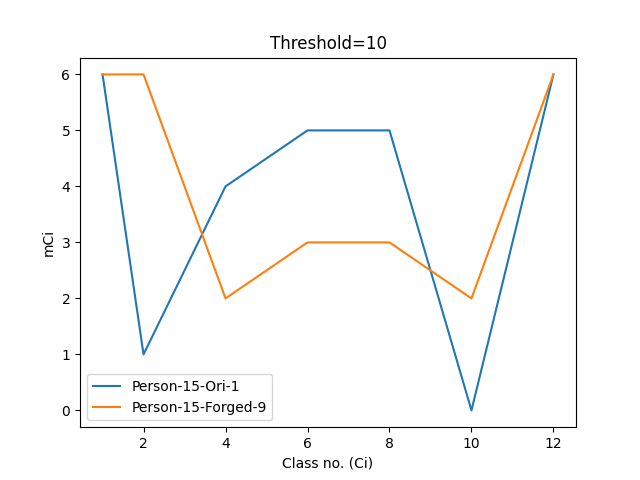 Threshold=10
6
5
4
3
2
1
0
mCi
Person-15-Ori-1
Person-15-Forged-9
2 4 6 8 10 12
Class no. (Ci)